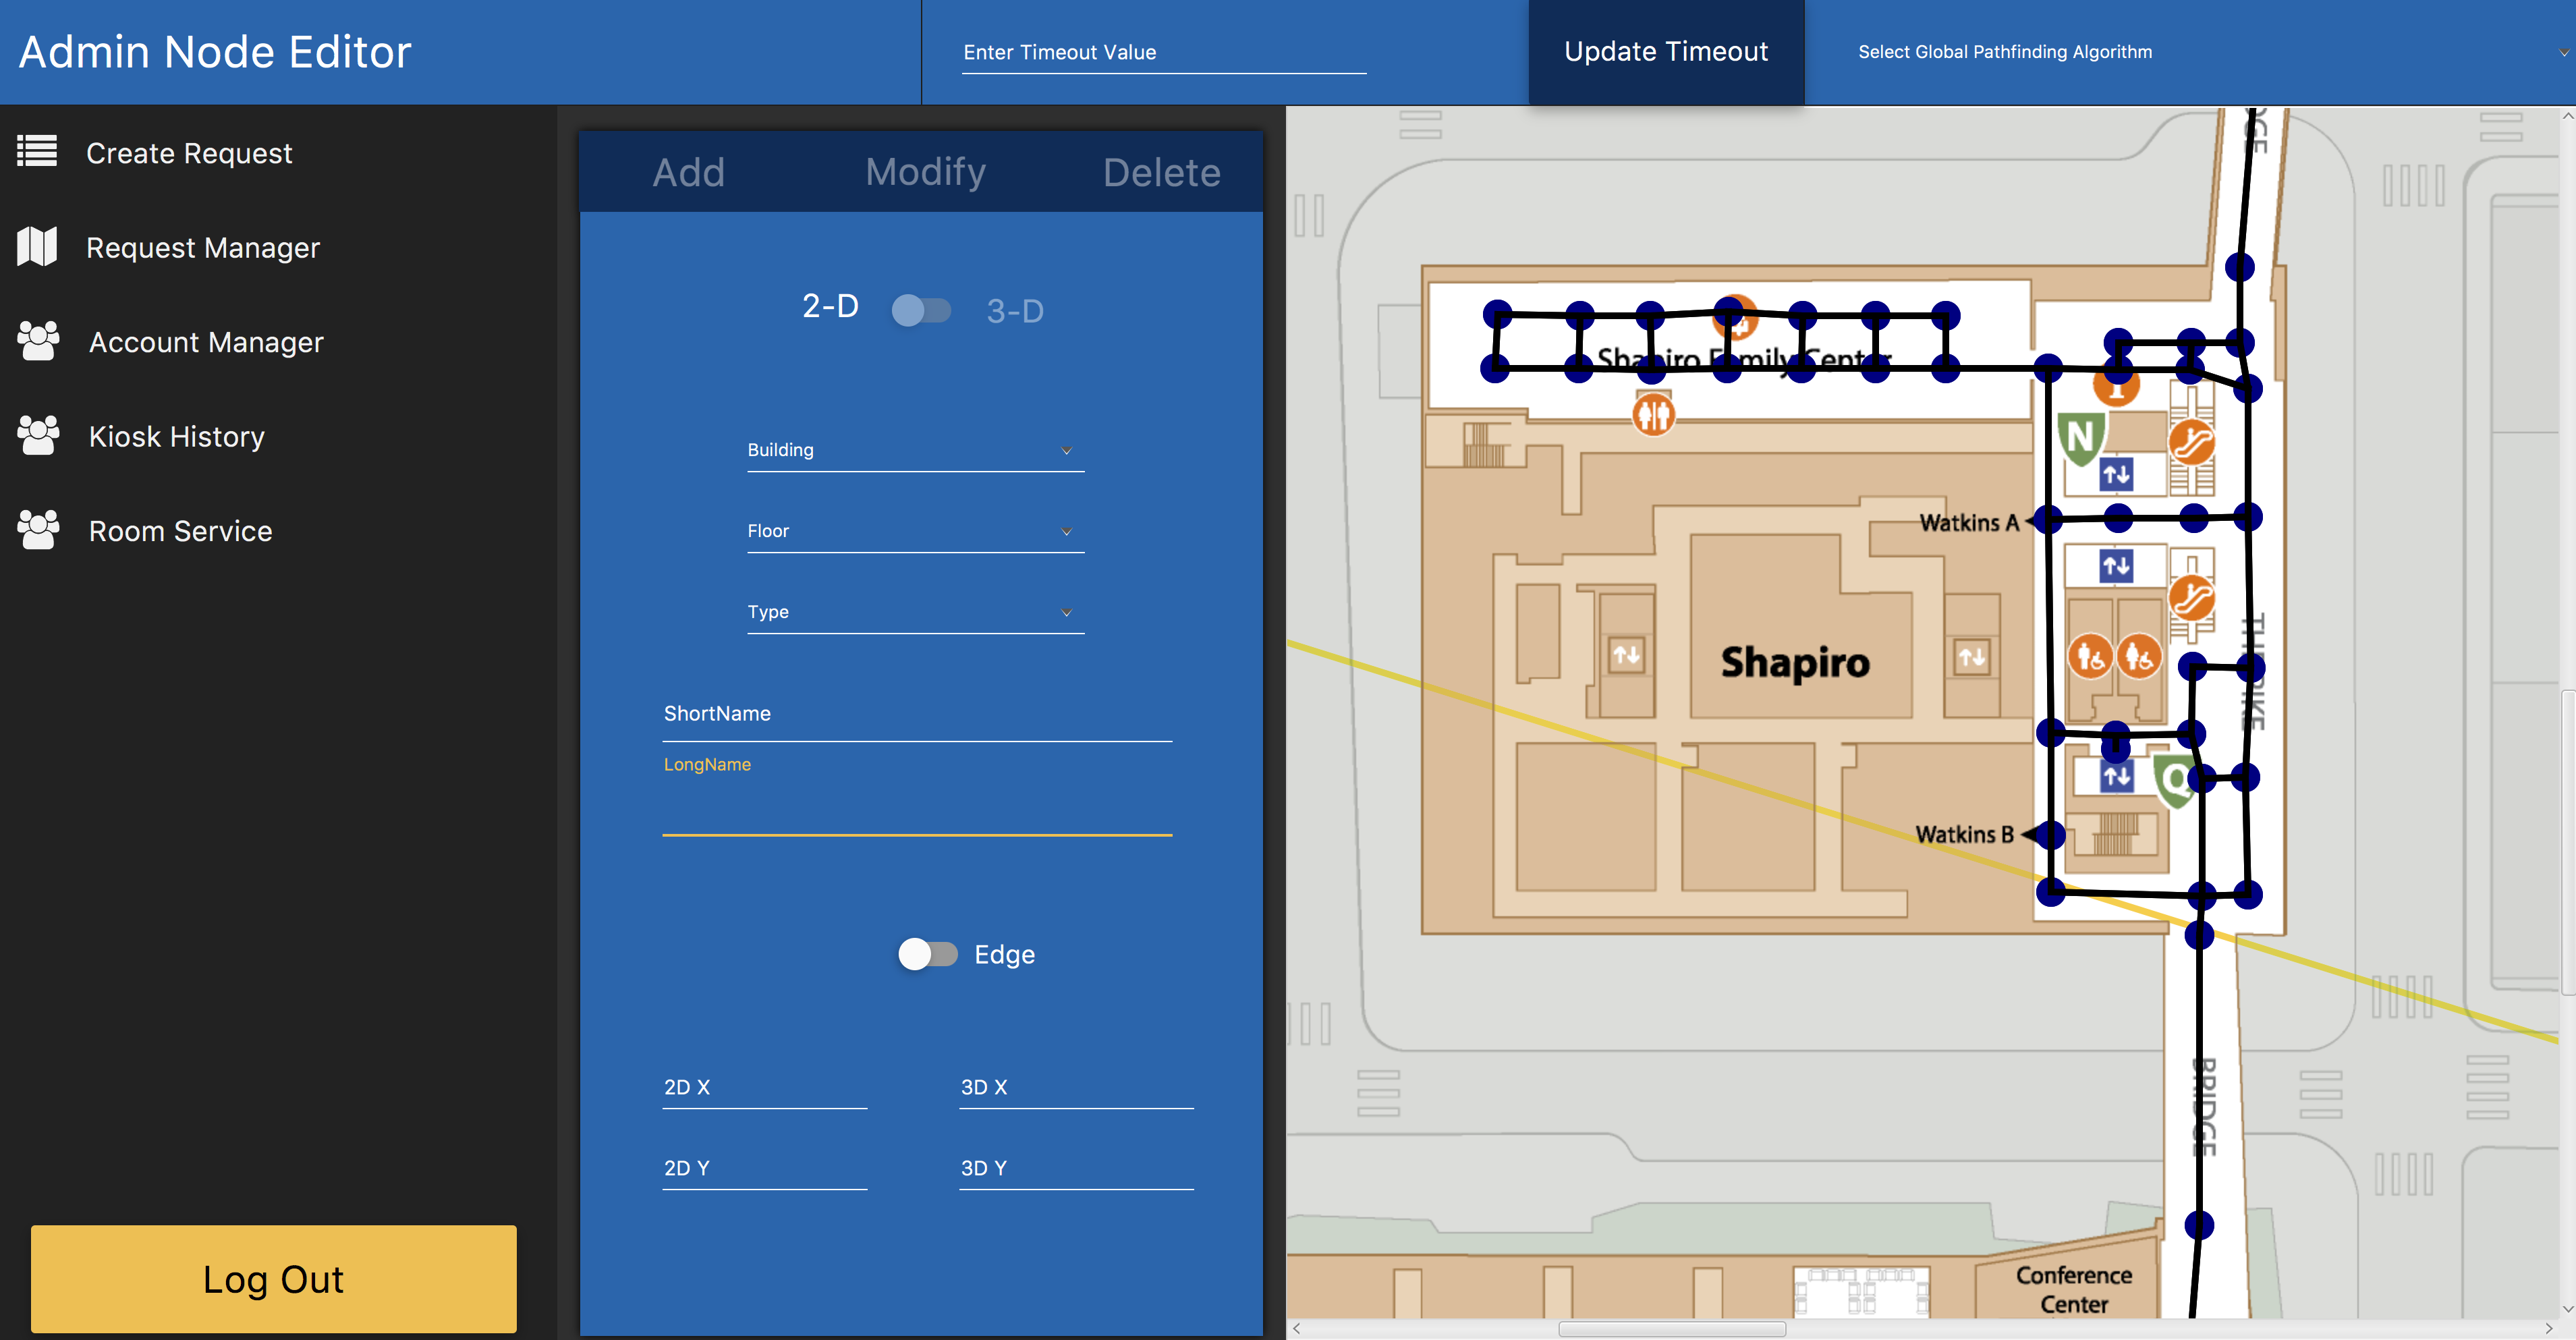 Admin Node Editor
Enter Timeout Value
Update Timeout
Select Global Pathfinding Algorithm
Create Request
Request Manager
Account Manager
Kiosk History
Room Service
Log Out
Add Modify Delete
2-D 3-D
Building
Floor
Type
ShortName
LongName
Edge
2D X 3D X
2D Y 3D Y
Shapiro Family Center
N
Watkins A
Shapiro
Q
Watkins B
BRIDGE
Conference
Center